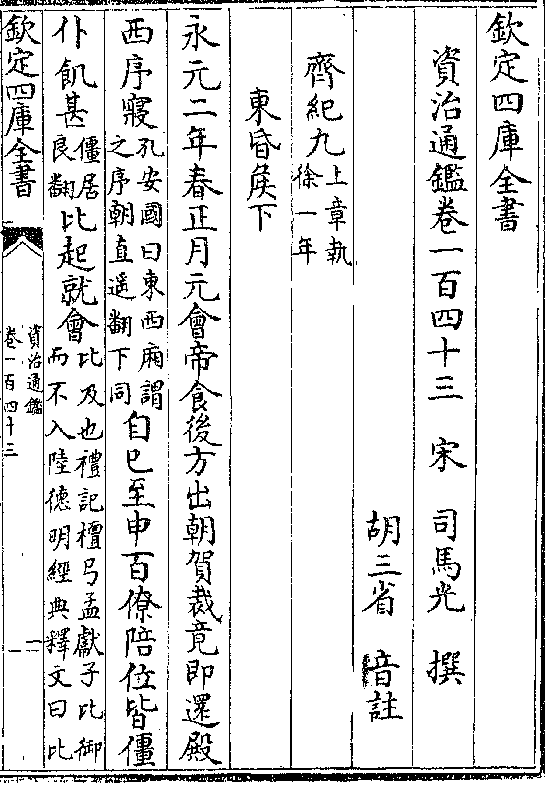 欽定四庫全書
資治通鑑卷一百四十三　宋　司馬光　撰
胡三省　音註
齊紀九上章執徐一年
東昏侯下
永元二年春正月元會帝食後方出朝賀裁竟即還殿
西序寢孔安國曰東西廂謂之序朝直遥翻下同自巳至申百僚陪位皆僵
仆飢甚僵居良翻比起就會比及也禮記檀弓孟獻子比御而不入陸德明經典釋文曰比
欽定四庫全書
資治通鑑
卷一百四十三
一